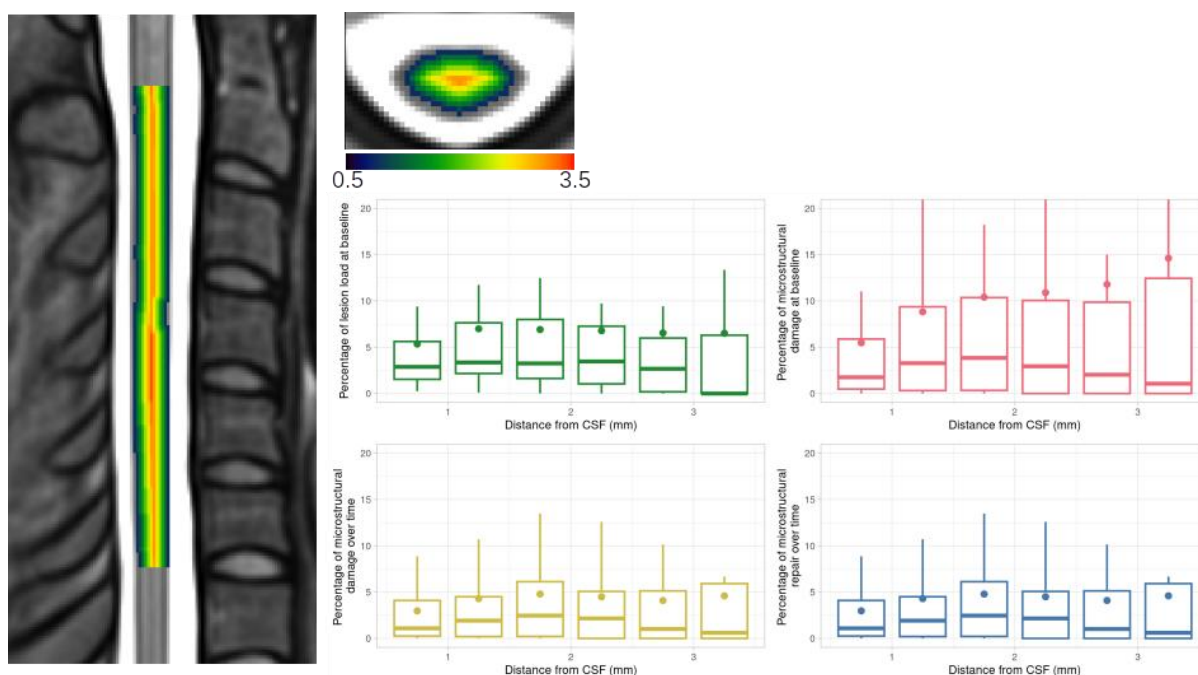 0.5 3.5
Percentage of lesion load at baseline
20
15
10
5
0
1 2 3
Distance from CSF (mm)
Percentage of microstructural
damage at baseline
20
15
10
5
0
1 2 3
Distance from CSF (mm)
Percentage of microstructural
damage over time
20
15
10
5
0
1 2 3
Distance from CSF (mm)
Percentage of microstructural
repair over time
20
15
10
5
0
1 2 3
Distance from CSF (mm)